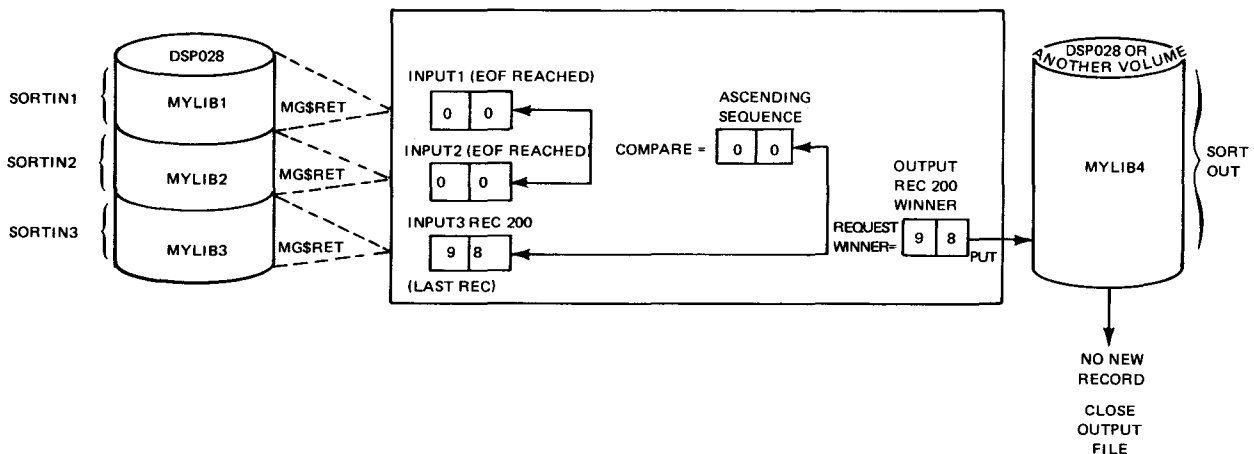 DSP028
SORTIN1
MYLIB1
MG$RET
SORTIN2
MYLIB2
MG$RET
SORTIN3
MYLIB3
MG$RET
INPUT1 (EOF REACHED)
0 0
INPUT2 (EOF REACHED)
0 0
INPUT3 REC 200
9 8
(LAST REC)
ASCENDING
SEQUENCE
COMPARE = 0 0
OUTPUT
REC 200
WINNER
REQUEST
WINNER= 9 8
PUT
DSP028 OR
ANOTHER VOLUME
MYLIB4
SORT
OUT
NO NEW
RECORD
CLOSE
OUTPUT
FILE